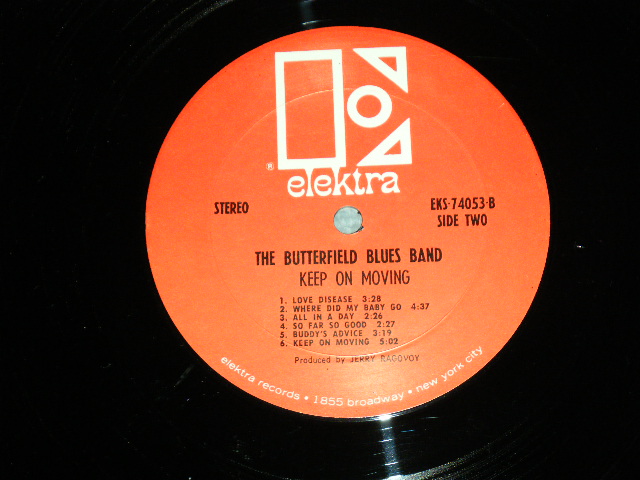 elektra
®
STEREO
EKS-74053-B
SIDE TWO
THE BUTTERFIELD BLUES BAND
KEEP ON MOVING
1. LOVE DISEASE 3:28
2. WHERE DID MY BABY GO 4:37
3. ALL IN A DAY 2:26
4. SO FAR SO GOOD 2:27
5. BUDDY'S ADVICE 3:19
6. KEEP ON MOVING 5:02
Produced by JERRY RAGOVOY
elektra records • 1855 broadway • new york city